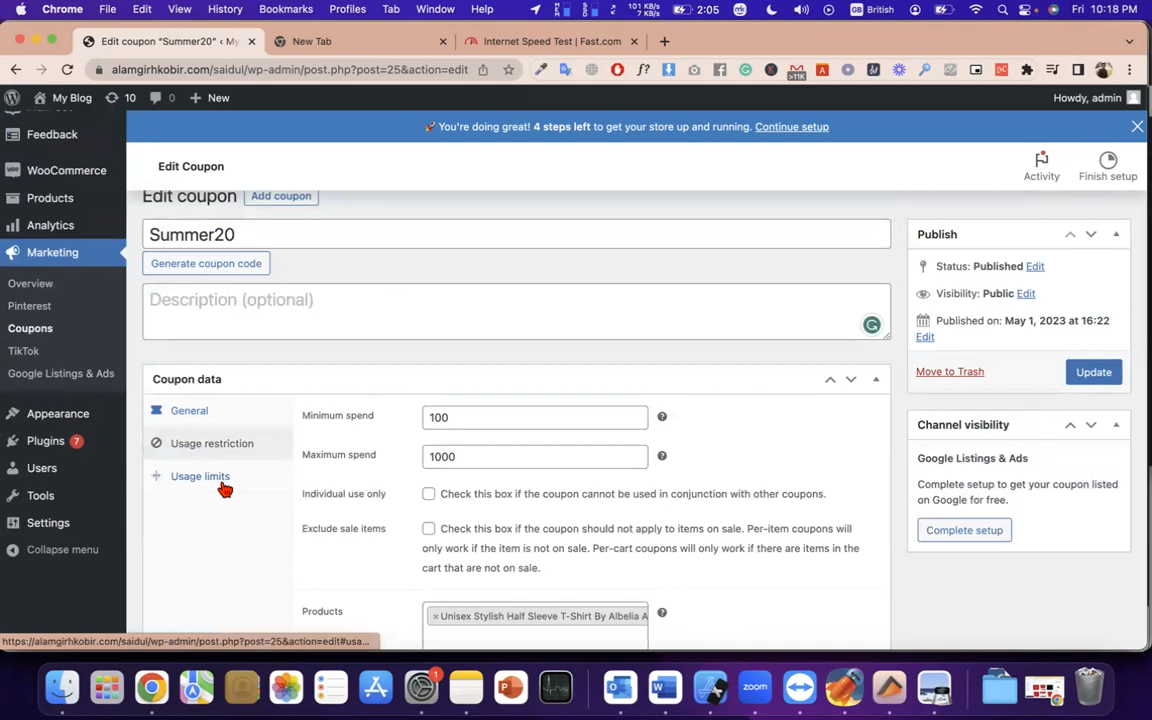 Chrome File Edit View History Bookmarks Profiles Tab Window Help 101 KB/s 7 KB/s 2:05 British Fri 10:18 PM
Edit coupon “Summer20” ‹ My New Tab Internet Speed Test | Fast.com
alamgirhkobir.com/saidul/wp-admin/post.php?post=25&action=edit
My Blog 10 New Howdy, admin
Feedback
WooCommerce
Products
Analytics
Marketing
Overview
Pinterest
Coupons
TikTok
Google Listings & Ads
Appearance
Plugins 7
Users
Tools
Settings
Collapse menu
You're doing great! 4 steps left to get your store up and running. Continue setup
Edit Coupon
Activity
Finish setup
Edit coupon Add coupon
Summer20
Generate coupon code
Description (optional)
Coupon data
General
Usage restriction
Usage limits
Minimum spend 100
Maximum spend 1000
Individual use only Check this box if the coupon cannot be used in conjunction with other coupons.
Exclude sale items Check this box if the coupon should not apply to items on sale. Per-item coupons will
only work if the item is not on sale. Per-cart coupons will only work if there are items in the
cart that are not on sale.
Products × Unisex Stylish Half Sleeve T-Shirt By Albelia A
Publish
Status: Published Edit
Visibility: Public Edit
Published on: May 1, 2023 at 16:22
Edit
Move to Trash Update
Channel visibility
Google Listings & Ads
Complete setup to get your coupon listed
on Google for free.
Complete setup
https://alamgirhkobir.com/saidul/wp-admin/post.php?post=25&action=edit#usa...
1
zoom